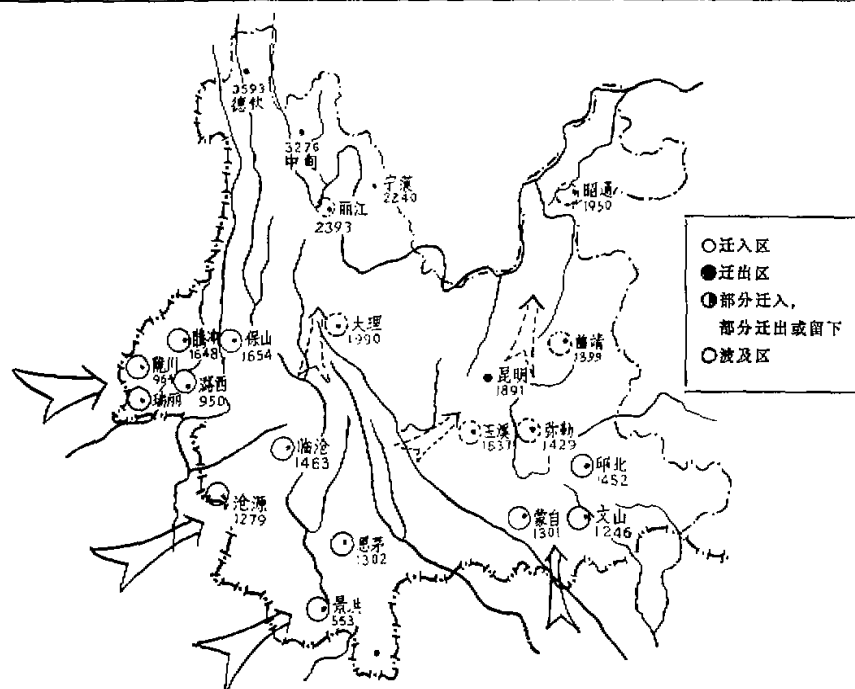 德钦
3276
中甸
宁蒗
2240
丽江
2393
昭通
1950
○迁入区
●迁出区
◑部分迁入，
部分迁出或留下
○波及区
腾冲
1648
保山
1654
大理
1990
曲靖
1399
陇川
潞西
950
瑞丽
昆明
1891
临沧
1463
玉溪
1637
弥勒
1429
邱北
1452
沧源
1279
蒙自
1301
文山
1246
思茅
1302
景洪
553